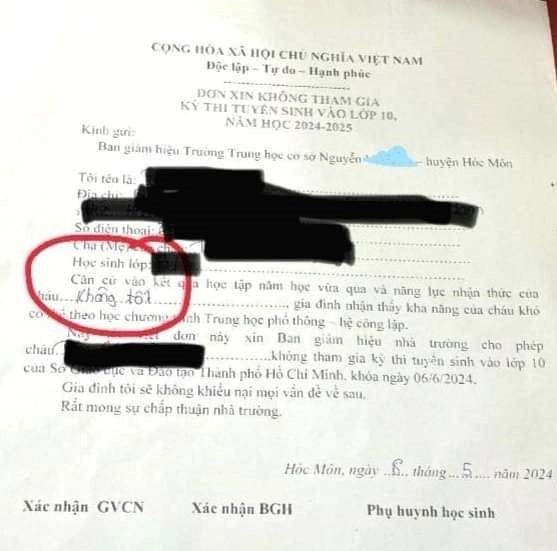 CỘNG HÒA XÃ HỘI CHỦ NGHĨA VIỆT NAM
Độc lập – Tự do – Hạnh phúc
ĐƠN XIN KHÔNG THAM GIA
KỲ THI TUYỂN SINH VÀO LỚP 10,
NĂM HỌC 2024-2025
Kính gửi:
Ban giám hiệu Trường Trung học cơ sở Nguyễn – huyện Hóc Môn
Tôi tên là:
Địa chỉ:
Số điện thoại:
Cha (Mẹ)
Học sinh lớp:
Căn cứ vào kết quả học tập năm học vừa qua và năng lực nhận thức của
cháu....Không tốt........, gia đình nhận thấy khả năng của cháu khó
có thể theo học chương trình Trung học phổ thông – hệ công lập.
Nay đơn này xin Ban giám hiệu nhà trường cho phép
cháu..........không tham gia kỳ thi tuyển sinh vào lớp 10
của Sở Giáo dục và Đào tạo Thành phố Hồ Chí Minh, khóa ngày 06/6/2024.
Gia đình tôi sẽ không khiếu nại mọi vấn đề về sau.
Rất mong sự chấp thuận nhà trường.
Hóc Môn, ngày ..8.. tháng ...5.... năm 2024
Xác nhận GVCN Xác nhận BGH Phụ huynh học sinh